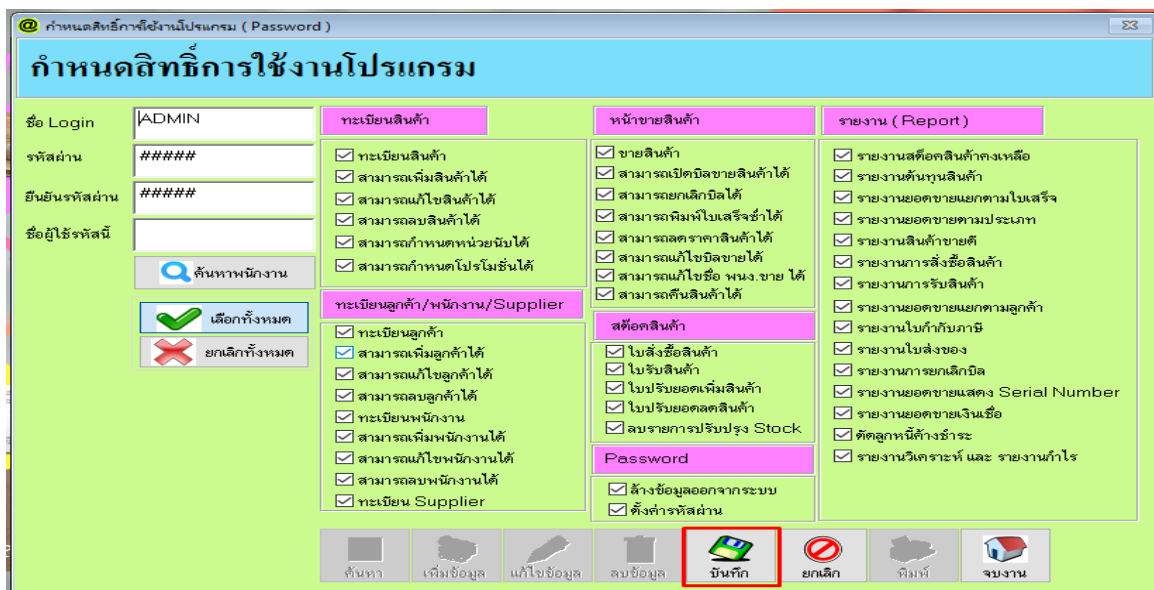 กำหนดสิทธิ์การใช้งานโปรแกรม ( Password )
กำหนดสิทธิ์การใช้งานโปรแกรม
ชื่อ Login
ADMIN
รหัสผ่าน
#####
ยืนยันรหัสผ่าน
#####
ชื่อผู้ใช้รหัสนี้
ค้นหาพนักงาน
เลือกทั้งหมด
ยกเลิกทั้งหมด
ทะเบียนสินค้า
ทะเบียนสินค้า
สามารถเพิ่มสินค้าได้
สามารถแก้ไขสินค้าได้
สามารถลบสินค้าได้
สามารถกำหนดหน่วยนับได้
สามารถกำหนดโปรโมชั่นได้
ทะเบียนลูกค้า/พนักงาน/Supplier
ทะเบียนลูกค้า
สามารถเพิ่มลูกค้าได้
สามารถแก้ไขลูกค้าได้
สามารถลบลูกค้าได้
ทะเบียนพนักงาน
สามารถเพิ่มพนักงานได้
สามารถแก้ไขพนักงานได้
สามารถลบพนักงานได้
ทะเบียน Supplier
หน้าขายสินค้า
ขายสินค้า
สามารถเปิดบิลขายสินค้าได้
สามารถยกเลิกบิลได้
สามารถพิมพ์ใบเสร็จซ้ำได้
สามารถลดราคาสินค้าได้
สามารถแก้ไขบิลขายได้
สามารถแก้ไขชื่อ พนง.ขาย ได้
สามารถคืนสินค้าได้
สต๊อคสินค้า
ใบสั่งซื้อสินค้า
ใบรับสินค้า
ใบปรับยอดเพิ่มสินค้า
ใบปรับยอดลดสินค้า
ลบรายการปรับปรุง Stock
Password
ล้างข้อมูลออกจากระบบ
ตั้งค่ารหัสผ่าน
รายงาน ( Report )
รายงานสต๊อคสินค้าคงเหลือ
รายงานต้นทุนสินค้า
รายงานยอดขายแยกตามใบเสร็จ
รายงานยอดขายตามประเภท
รายงานสินค้าขายดี
รายงานการสั่งซื้อสินค้า
รายงานการรับสินค้า
รายงานยอดขายแยกตามลูกค้า
รายงานใบกำกับภาษี
รายงานใบส่งของ
รายงานการยกเลิกบิล
รายงานยอดขายแสดง Serial Number
รายงานยอดขายเงินเชื่อ
ตัดลูกหนี้ค้างชำระ
รายงานวิเคราะห์ และ รายงานกำไร
ค้นหา
เพิ่มข้อมูล
แก้ไขข้อมูล
ลบข้อมูล
บันทึก
ยกเลิก
พิมพ์
จบงาน